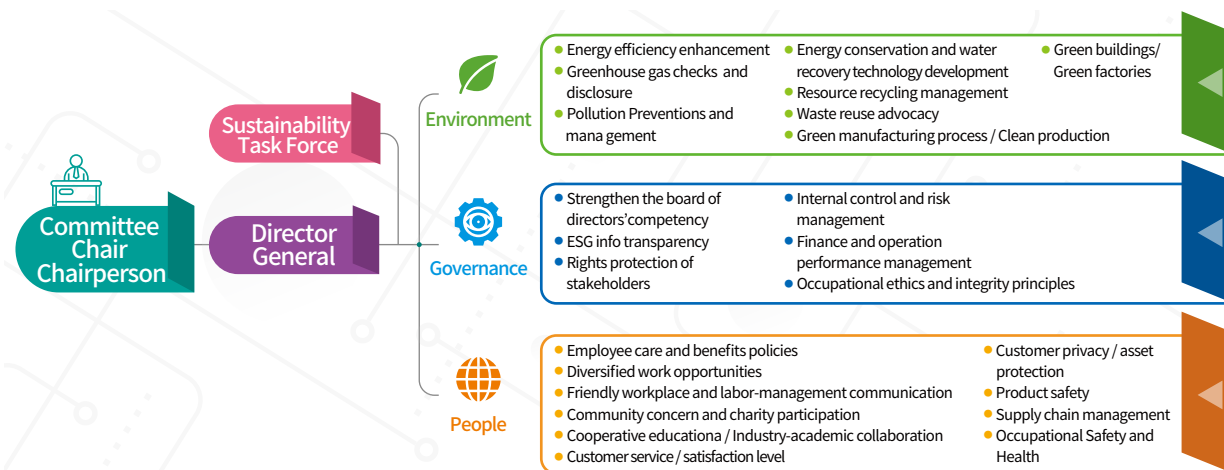 Committee
Chair
Chairperson
Sustainability
Task Force
Director
General
Environment
• Energy efficiency enhancement
• Greenhouse gas checks and
disclosure
• Pollution Preventions and
mana gement
• Energy conservation and water
recovery technology development
• Resource recycling management
• Waste reuse advocacy
• Green manufacturing process / Clean production
• Green buildings/
Green factories
Governance
• Strengthen the board of
directors'competency
• ESG info transparency
• Rights protection of
stakeholders
• Internal control and risk
management
• Finance and operation
performance management
• Occupational ethics and integrity principles
People
• Employee care and benefits policies
• Diversified work opportunities
• Friendly workplace and labor-management communication
• Community concern and charity participation
• Cooperative educationa / Industry-academic collaboration
• Customer service / satisfaction level
• Customer privacy / asset
protection
• Product safety
• Supply chain management
• Occupational Safety and
Health